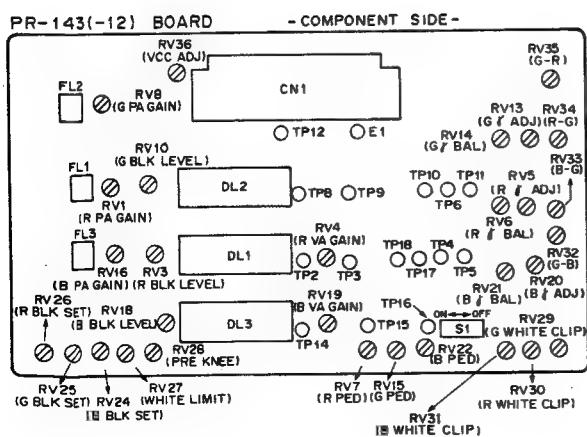 PR-143(-12) BOARD -COMPONENT SIDE-
RV36
(VCC ADJ)
RV35
(G-R)
FL2
RV8
(G PA GAIN)
CN1
RV13
(G γ ADJ)
RV34
(R-G)
RV14
(G γ BAL)
RV33
(B-G)
TP12
E1
RV10
(G BLK LEVEL)
FL1
RV1
(R PA GAIN)
DL2
TP8
TP9
TP10
TP11
TP6
RV5
(R γ ADJ)
RV6
(R γ BAL)
FL3
RV16
(B PA GAIN)
RV3
(R BLK LEVEL)
DL1
RV4
(R VA GAIN)
TP2
TP3
TP18
TP17
TP4
TP5
RV32
(G-B)
RV20
(B γ ADJ)
RV21
(B γ BAL)
RV26
(R BLK SET)
RV18
(B BLK LEVEL)
DL3
RV19
(B VA GAIN)
TP14
TP15
TP16
ON↔OFF
S1
RV29
(G WHITE CLIP)
RV28
(PRE KNEE)
RV22
(B PED)
RV25
(G BLK SET)
RV24
(B BLK SET)
RV27
(WHITE LIMIT)
RV7
(R PED)
RV15
(G PED)
RV31
(B WHITE CLIP)
RV30
(R WHITE CLIP)